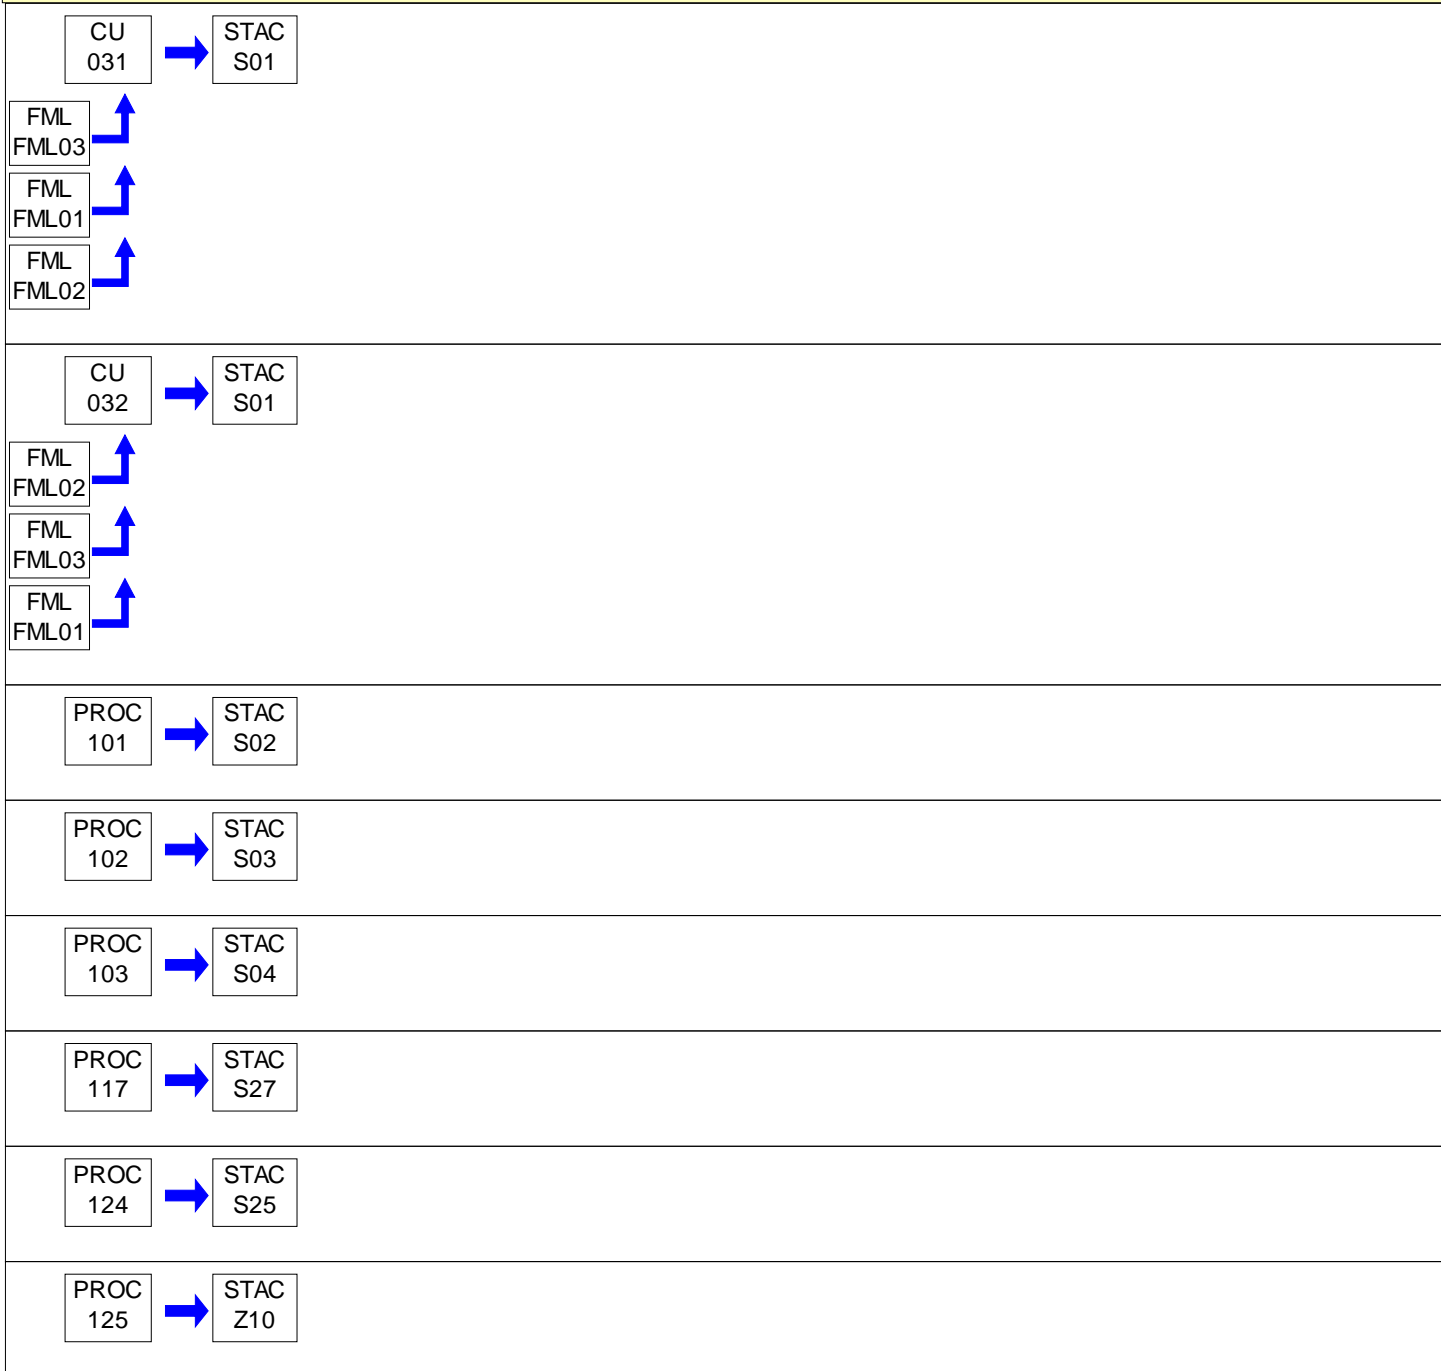 CU
031
STAC
S01
FML
FML03
FML
FML01
FML
FML02
CU
032
STAC
S01
FML
FML02
FML
FML03
FML
FML01
PROC
101
STAC
S02
PROC
102
STAC
S03
PROC
103
STAC
S04
PROC
117
STAC
S27
PROC
124
STAC
S25
PROC
125
STAC
Z10